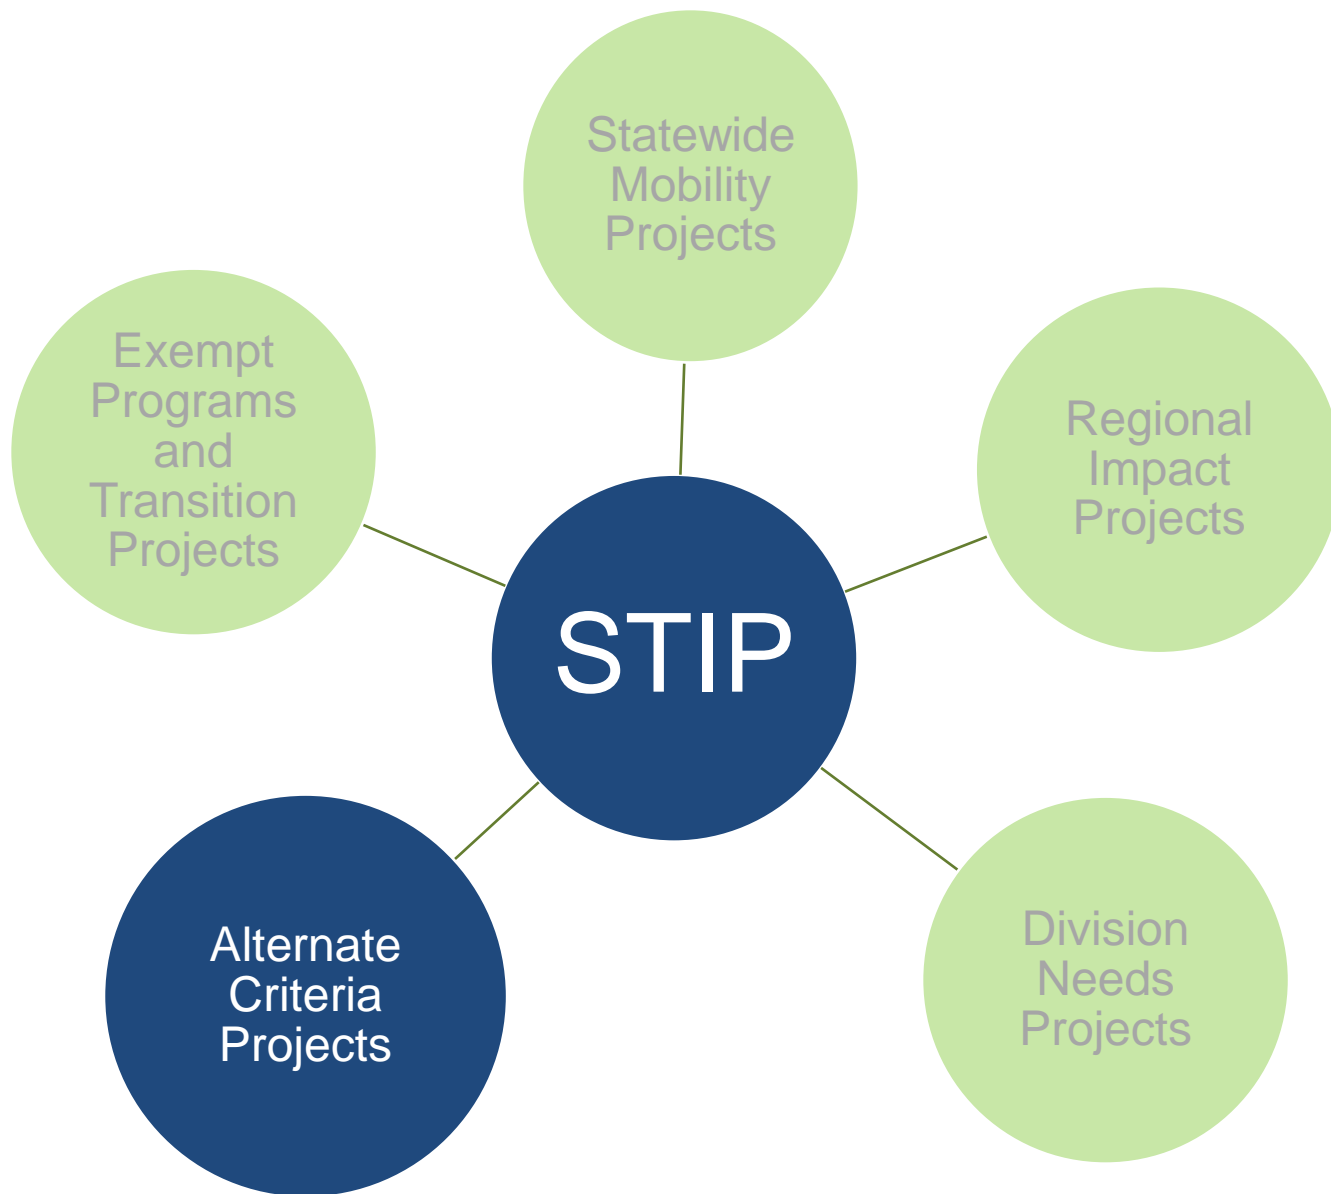 Statewide
Mobility
Projects
Exempt
Programs
and
Transition
Projects
Regional
Impact
Projects
STIP
Alternate
Criteria
Projects
Division
Needs
Projects